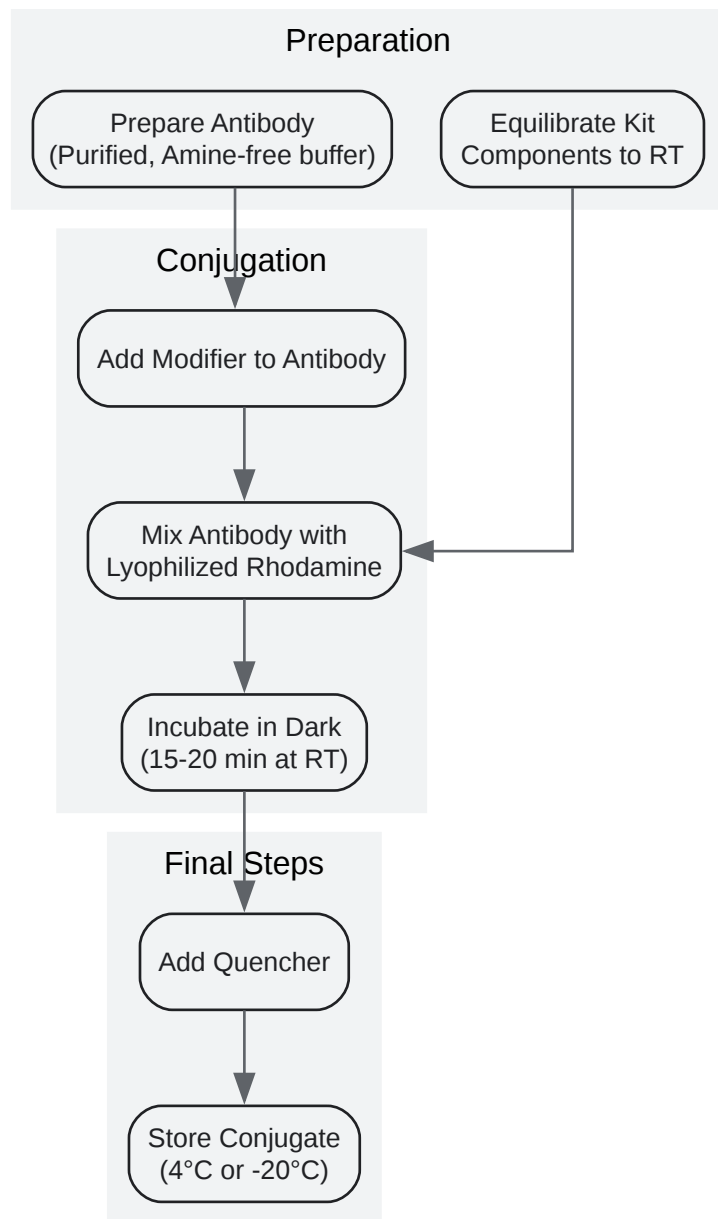 Preparation
Prepare Antibody
(Purified, Amine-free buffer)
Equilibrate Kit
Components to RT
Conjugation
Add Modifier to Antibody
Mix Antibody with
Lyophilized Rhodamine
Incubate in Dark
(15-20 min at RT)
Final Steps
Add Quencher
Store Conjugate
(4°C or -20°C)